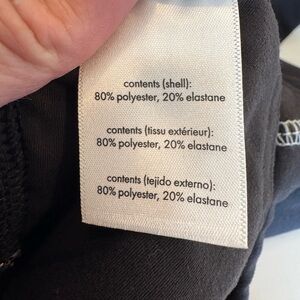 contents (shell):
80% polyester, 20% elastane
contents (tissu extérieur):
80% polyester, 20% elastane
contents (tejido externo):
80% polyester, 20% elastane